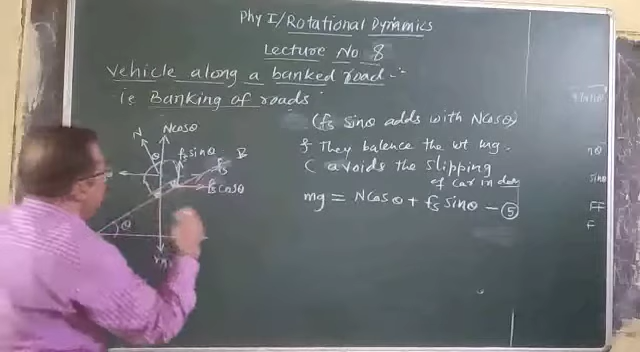 Phy I/Rotational Dynamics
Lecture No 8
Vehicle along a banked road -:
ie Banking of roads
(fs sinθ adds with Ncosθ)
& They balence the wt mg.
( avoids the slipping
of car in
mg = Ncosθ + fs sinθ — ⑤
N
Ncosθ
fs sinθ
fs
fs cosθ
θ
θ
mg
sinθ